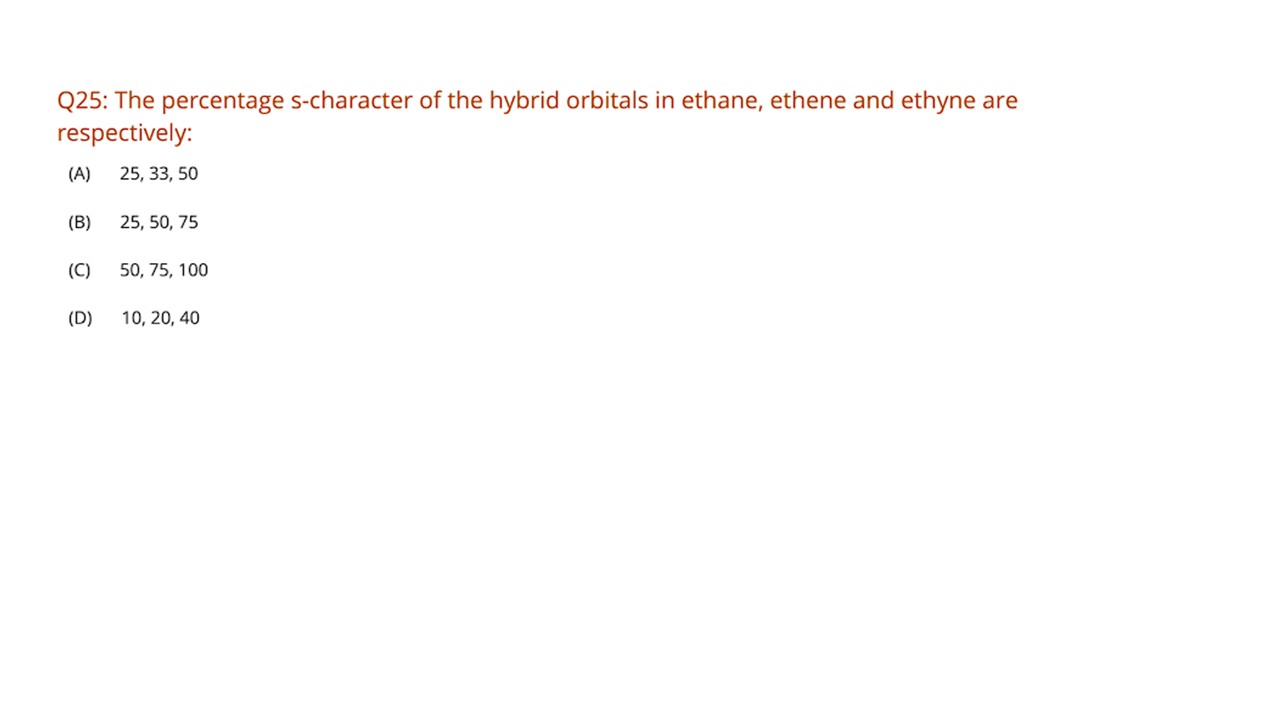 Q25: The percentage s-character of the hybrid orbitals in ethane, ethene and ethyne are
respectively:
(A) 25, 33, 50
(B) 25, 50, 75
(C) 50, 75, 100
(D) 10, 20, 40